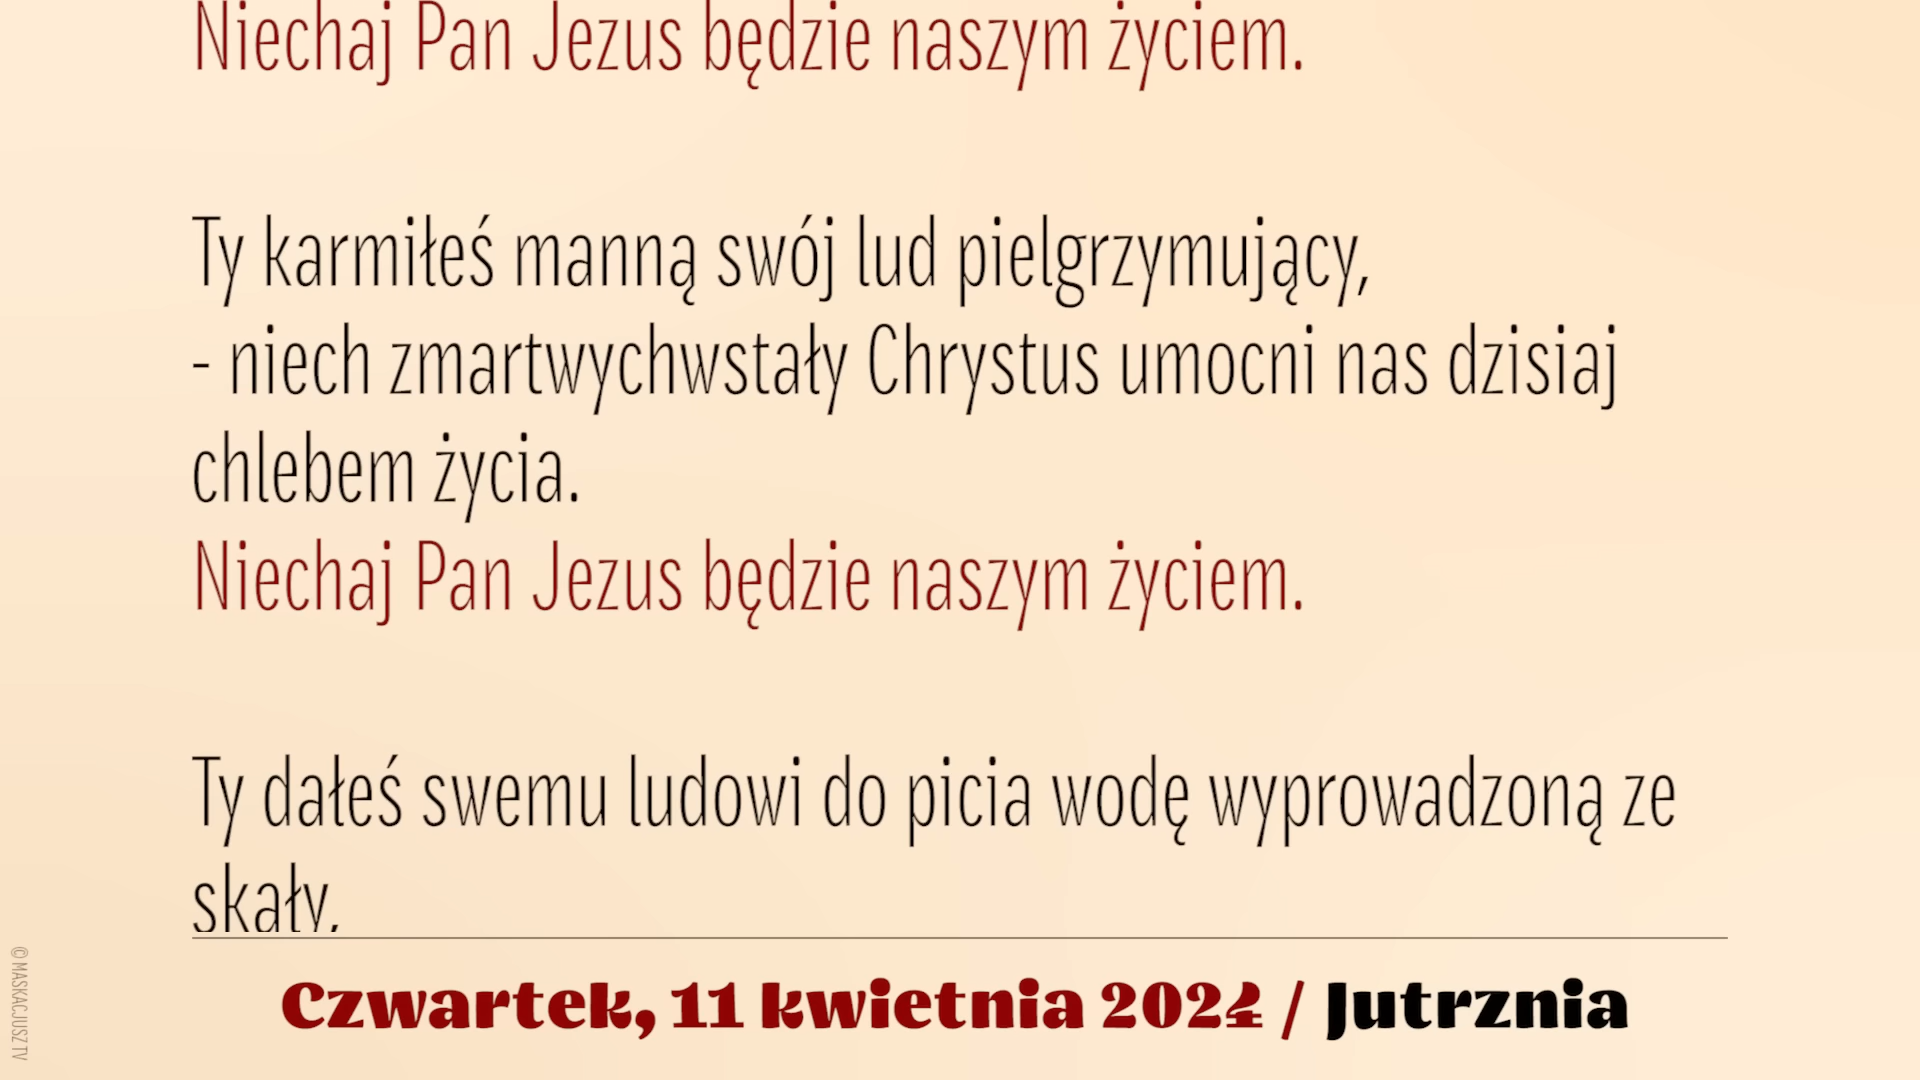 Niechaj Pan Jezus będzie naszym życiem.
Ty karmiłeś manną swój lud pielgrzymujący,
- niech zmartwychwstały Chrystus umocni nas dzisiaj
chlebem życia.
Niechaj Pan Jezus będzie naszym życiem.
Ty dałeś swemu ludowi do picia wodę wyprowadzoną ze
skały,
Czwartek, 11 kwietnia 2024 / Jutrznia
© MASKACJUSZ TV